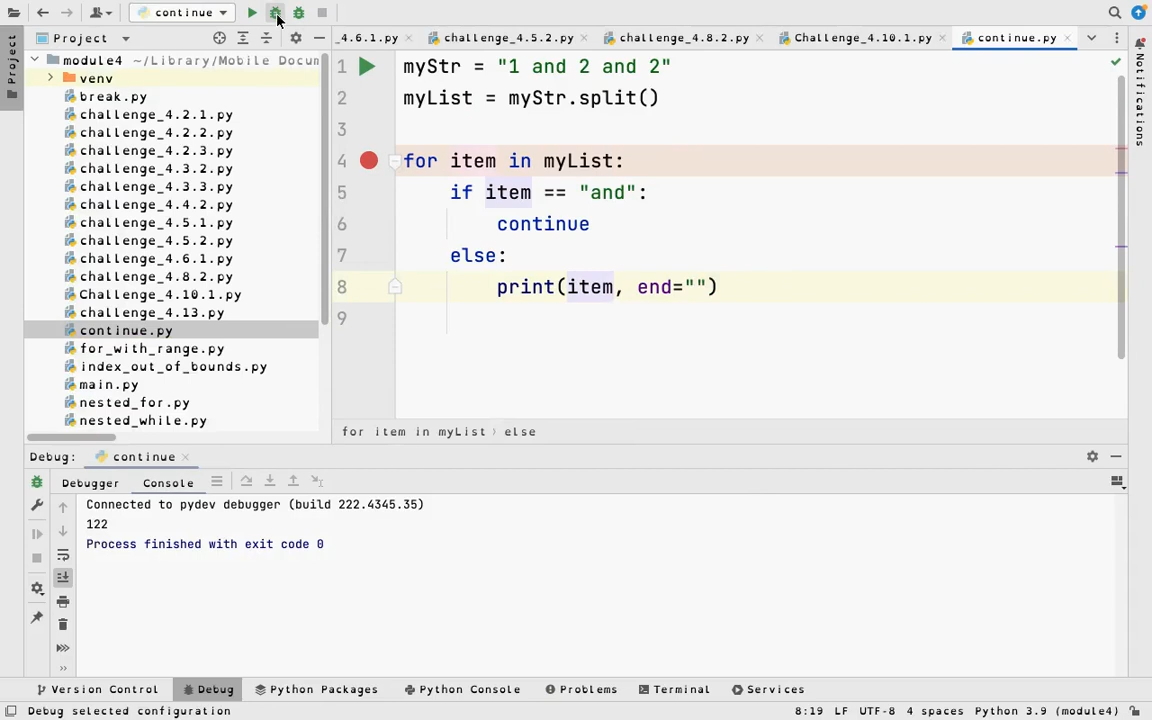 continue
_4.6.1.py challenge_4.5.2.py challenge_4.8.2.py Challenge_4.10.1.py continue.py
Project
Project
module4 ~/Library/Mobile Docum
venv
break.py
challenge_4.2.1.py
challenge_4.2.2.py
challenge_4.2.3.py
challenge_4.3.2.py
challenge_4.3.3.py
challenge_4.4.2.py
challenge_4.5.1.py
challenge_4.5.2.py
challenge_4.6.1.py
challenge_4.8.2.py
Challenge_4.10.1.py
challenge_4.13.py
continue.py
for_with_range.py
index_out_of_bounds.py
main.py
nested_for.py
nested_while.py
1 myStr = "1 and 2 and 2"
2 myList = myStr.split()
3
4 for item in myList:
5 if item == "and":
6 continue
7 else:
8 print(item, end="")
9
for item in myList › else
Notifications
Debug: continue
Debugger Console
Connected to pydev debugger (build 222.4345.35)
122
Process finished with exit code 0
Version Control Debug Python Packages Python Console Problems Terminal Services
Debug selected configuration 8:19 LF UTF-8 4 spaces Python 3.9 (module4)